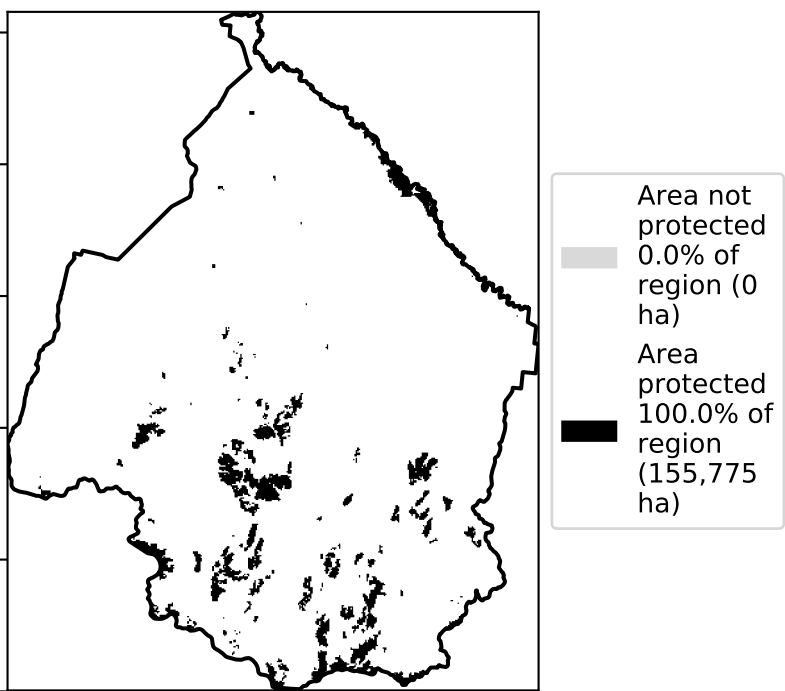 Area not
protected
0.0% of
region (0
ha)
Area
protected
100.0% of
region
(155,775
ha)